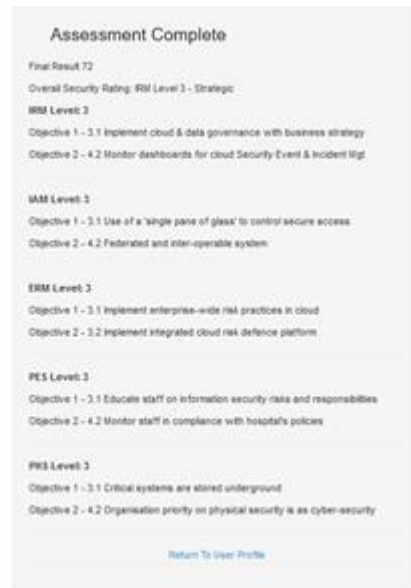 Assessment Complete
Final Result 72
Overall Security Rating: IRM Level 3 - Strategic
IRM Level: 3
Objective 1 - 3.1 Implement cloud & data governance with business strategy
Objective 2 - 4.2 Monitor dashboards for cloud Security Event & Incident Mgt
IAM Level: 3
Objective 1 - 3.1 Use of a 'single pane of glass' to control secure access
Objective 2 - 4.2 Federated and inter-operable system
ERM Level: 3
Objective 1 - 3.1 Implement enterprise-wide risk practices in cloud
Objective 2 - 3.2 Implement integrated cloud risk defence platform
PES Level: 3
Objective 1 - 3.1 Educate staff on information security risks and responsibilities
Objective 2 - 4.2 Monitor staff in compliance with hospital's policies
PHS Level: 3
Objective 1 - 3.1 Critical systems are stored underground
Objective 2 - 4.2 Organisation priority on physical security is as cyber-security
Return To User Profile